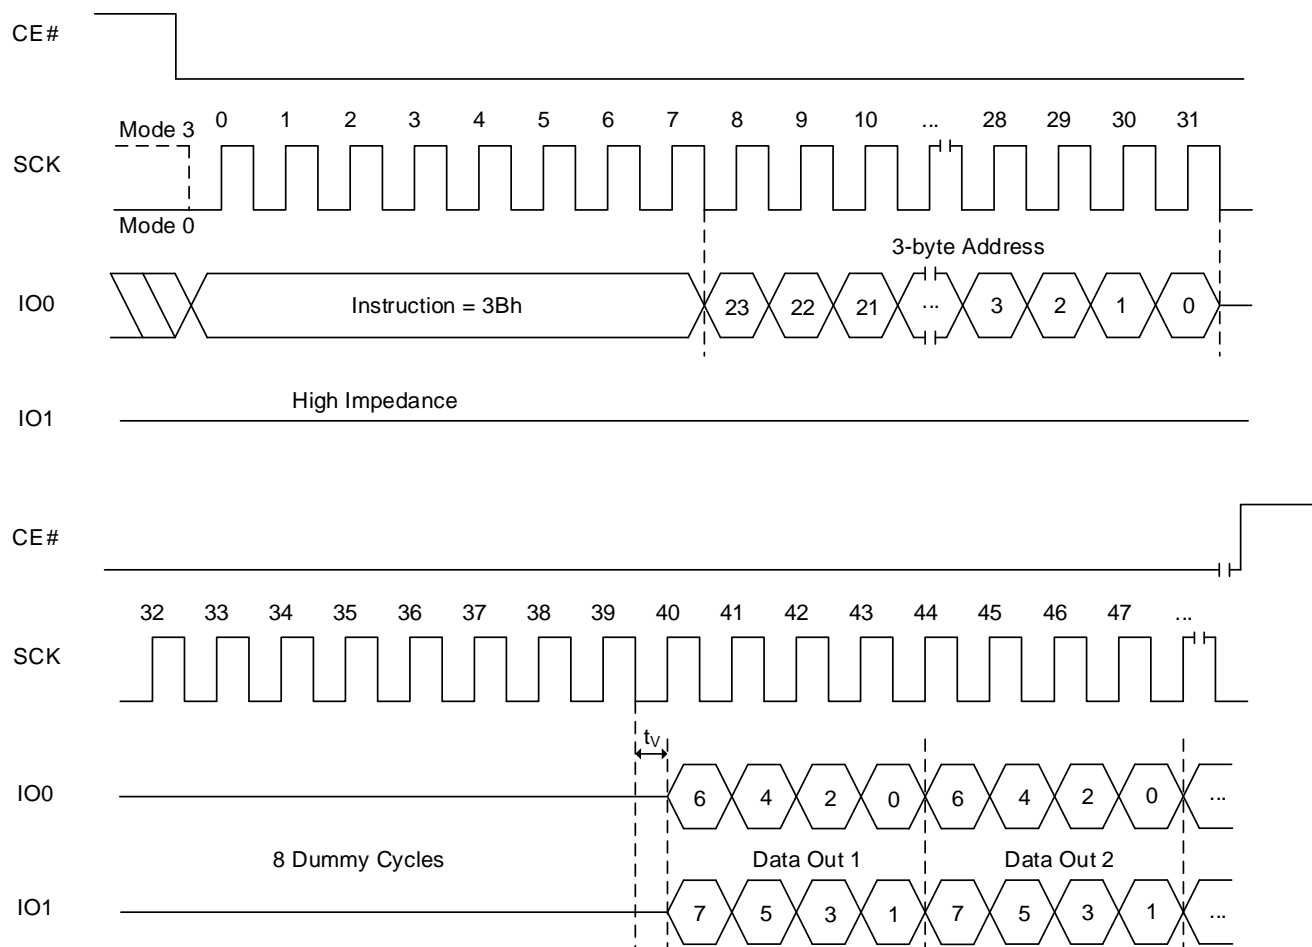 CE#
Mode 3 0 1 2 3 4 5 6 7 8 9 10 ... 28 29 30 31
SCK
Mode 0
3-byte Address
IO0 Instruction = 3Bh 23 22 21 ... 3 2 1 0
High Impedance
IO1
CE#
32 33 34 35 36 37 38 39 40 41 42 43 44 45 46 47 ...
SCK
tV
IO0 6 4 2 0 6 4 2 0 ...
8 Dummy Cycles Data Out 1 Data Out 2
IO1 7 5 3 1 7 5 3 1 ...